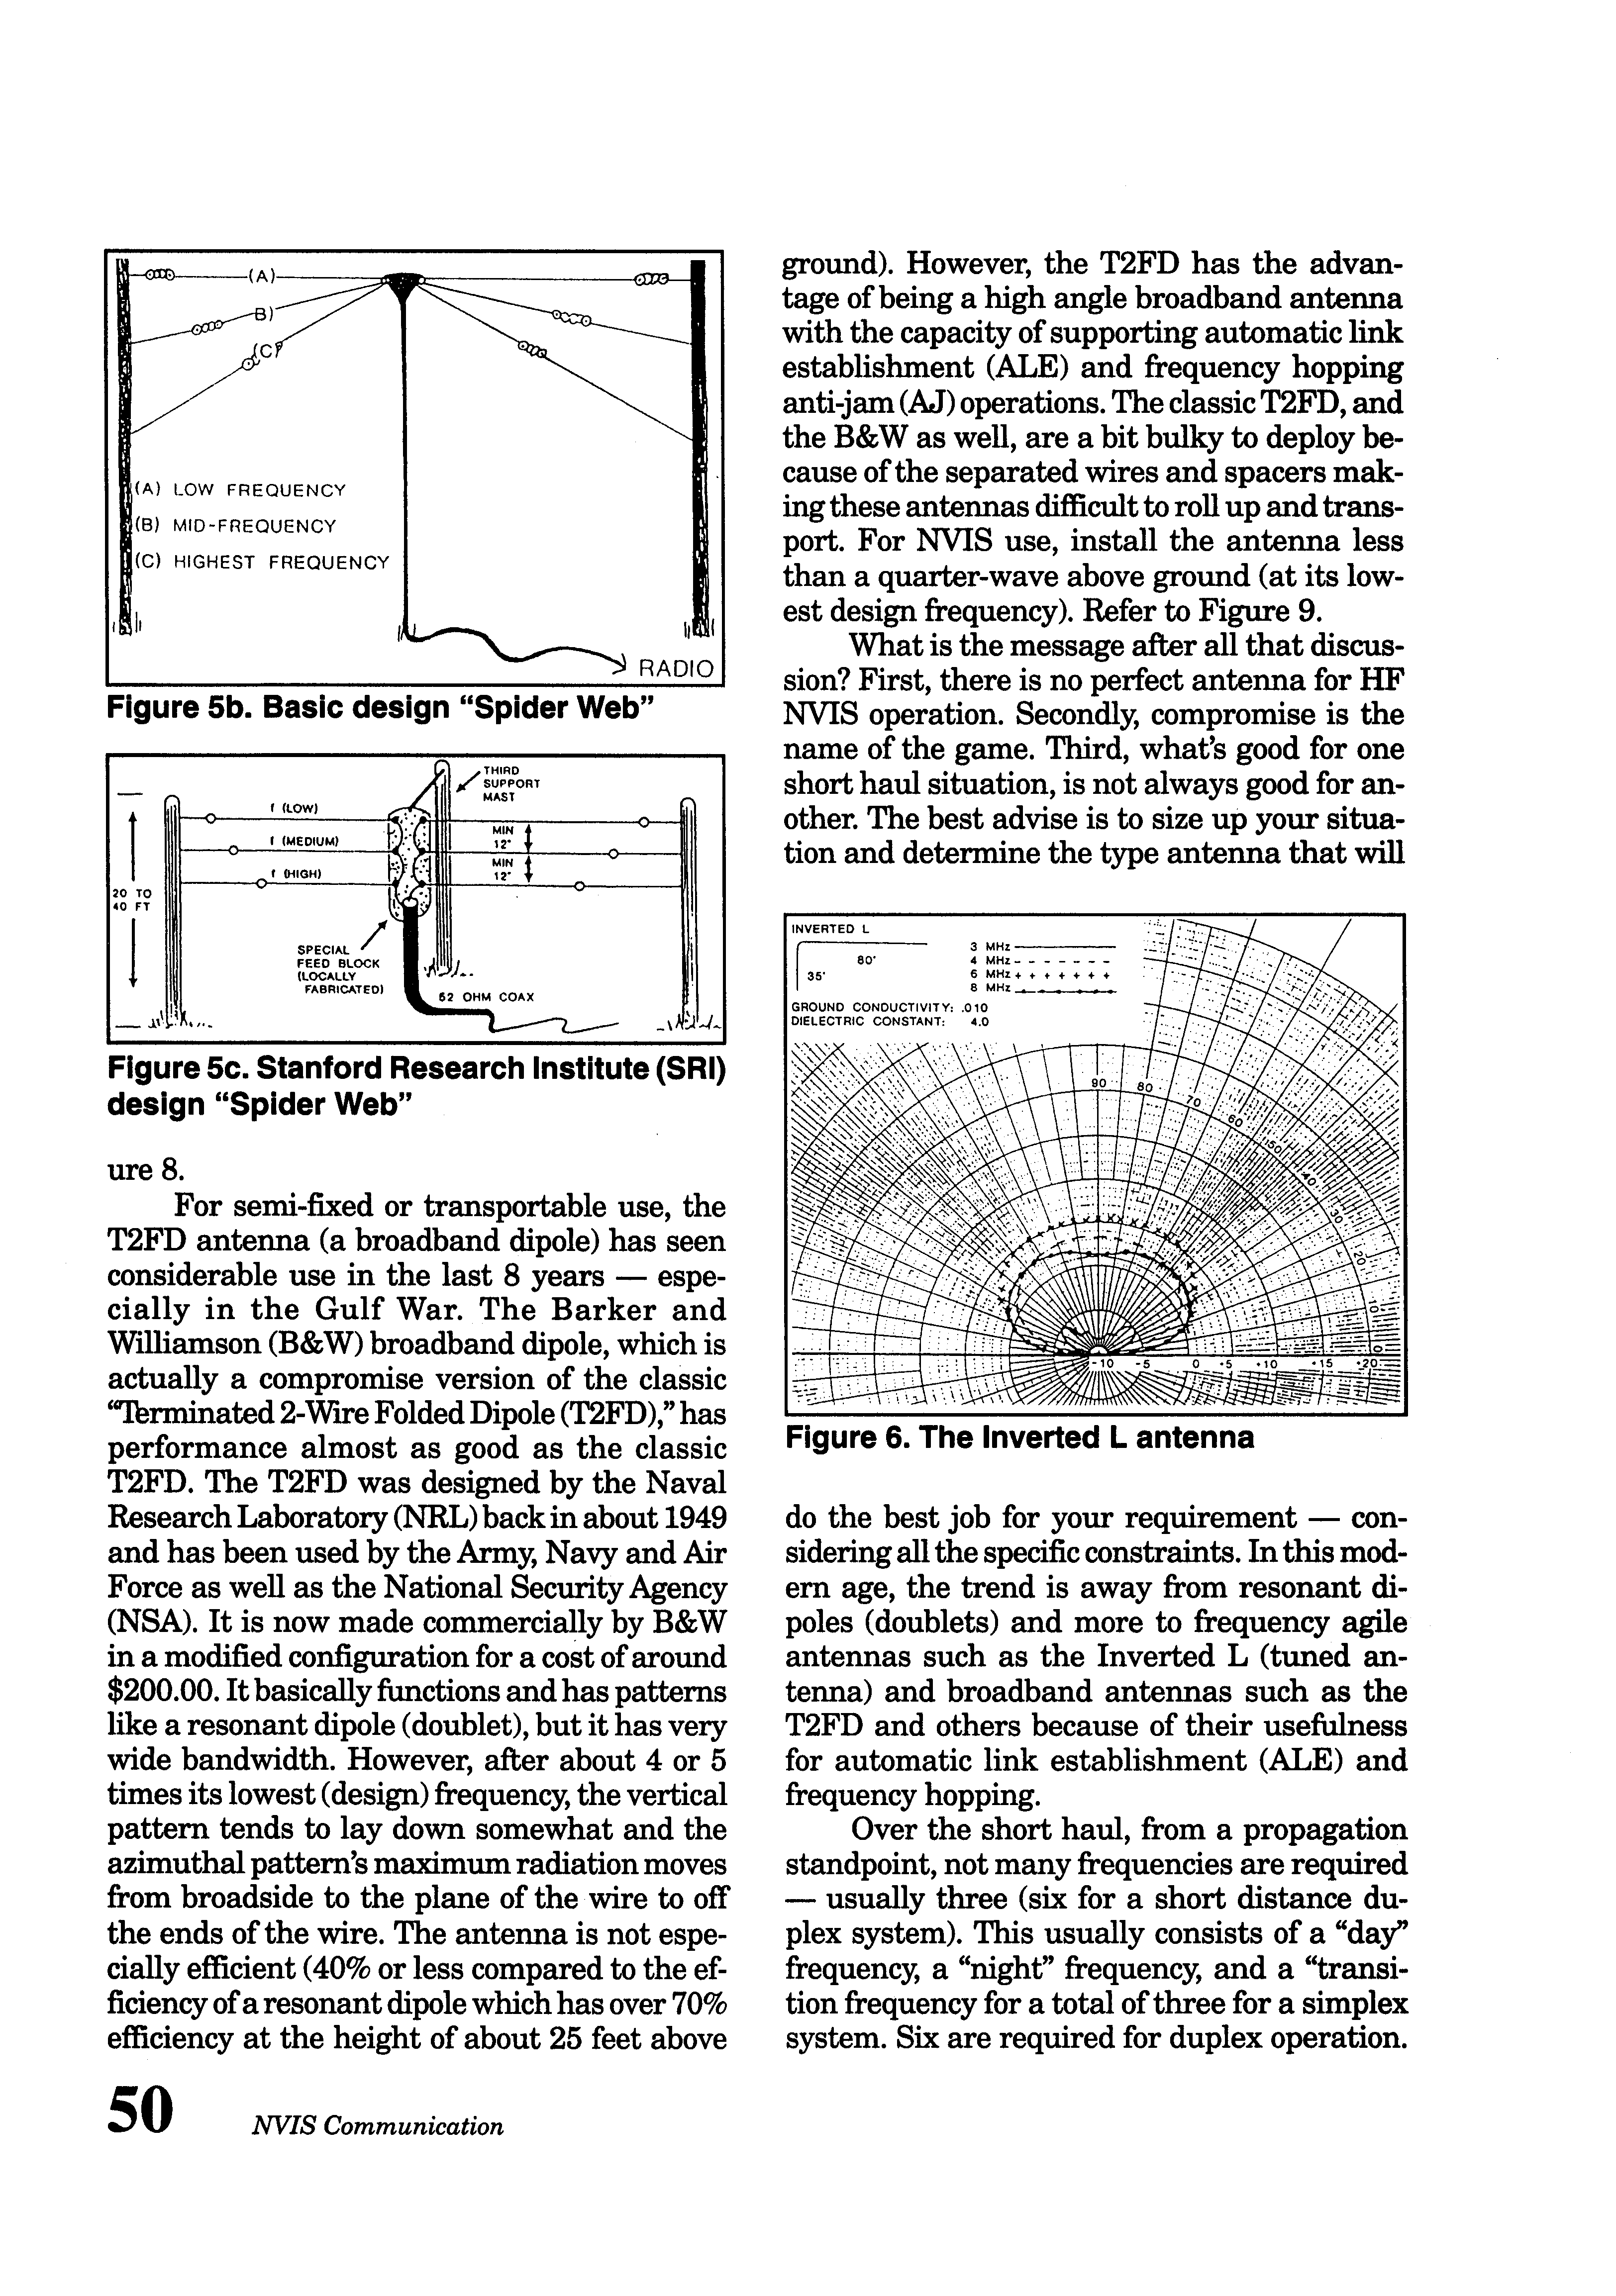 (A)
(B)
(C)
(A) LOW FREQUENCY
(B) MID-FREQUENCY
(C) HIGHEST FREQUENCY
RADIO
Figure 5b. Basic design “Spider Web”
THIRD
SUPPORT
MAST
f (LOW)
f (MEDIUM)
f (HIGH)
MIN
12"
MIN
12"
20 TO
40 FT
SPECIAL
FEED BLOCK
(LOCALLY
FABRICATED)
52 OHM COAX
Figure 5c. Stanford Research Institute (SRI)
design “Spider Web”
ure 8.
For semi-fixed or transportable use, the
T2FD antenna (a broadband dipole) has seen
considerable use in the last 8 years — espe-
cially in the Gulf War. The Barker and
Williamson (B&W) broadband dipole, which is
actually a compromise version of the classic
“Terminated 2-Wire Folded Dipole (T2FD),” has
performance almost as good as the classic
T2FD. The T2FD was designed by the Naval
Research Laboratory (NRL) back in about 1949
and has been used by the Army, Navy and Air
Force as well as the National Security Agency
(NSA). It is now made commercially by B&W
in a modified configuration for a cost of around
$200.00. It basically functions and has patterns
like a resonant dipole (doublet), but it has very
wide bandwidth. However, after about 4 or 5
times its lowest (design) frequency, the vertical
pattern tends to lay down somewhat and the
azimuthal pattern’s maximum radiation moves
from broadside to the plane of the wire to off
the ends of the wire. The antenna is not espe-
cially efficient (40% or less compared to the ef-
ficiency of a resonant dipole which has over 70%
efficiency at the height of about 25 feet above
ground). However, the T2FD has the advan-
tage of being a high angle broadband antenna
with the capacity of supporting automatic link
establishment (ALE) and frequency hopping
anti-jam (AJ) operations. The classic T2FD, and
the B&W as well, are a bit bulky to deploy be-
cause of the separated wires and spacers mak-
ing these antennas difficult to roll up and trans-
port. For NVIS use, install the antenna less
than a quarter-wave above ground (at its low-
est design frequency). Refer to Figure 9.
What is the message after all that discus-
sion? First, there is no perfect antenna for HF
NVIS operation. Secondly, compromise is the
name of the game. Third, what’s good for one
short haul situation, is not always good for an-
other. The best advise is to size up your situa-
tion and determine the type antenna that will
INVERTED L
80'
35'
3 MHz
4 MHz
6 MHz
8 MHz
GROUND CONDUCTIVITY: .010
DIELECTRIC CONSTANT: 4.0
90 80 70 60 50 40 30 20 10 0
-10 -5 0 +5 +10 +15 +20
Figure 6. The Inverted L antenna
do the best job for your requirement — con-
sidering all the specific constraints. In this mod-
ern age, the trend is away from resonant di-
poles (doublets) and more to frequency agile
antennas such as the Inverted L (tuned an-
tenna) and broadband antennas such as the
T2FD and others because of their usefulness
for automatic link establishment (ALE) and
frequency hopping.
Over the short haul, from a propagation
standpoint, not many frequencies are required
— usually three (six for a short distance du-
plex system). This usually consists of a “day”
frequency, a “night” frequency, and a “transi-
tion frequency for a total of three for a simplex
system. Six are required for duplex operation.
50 NVIS Communication